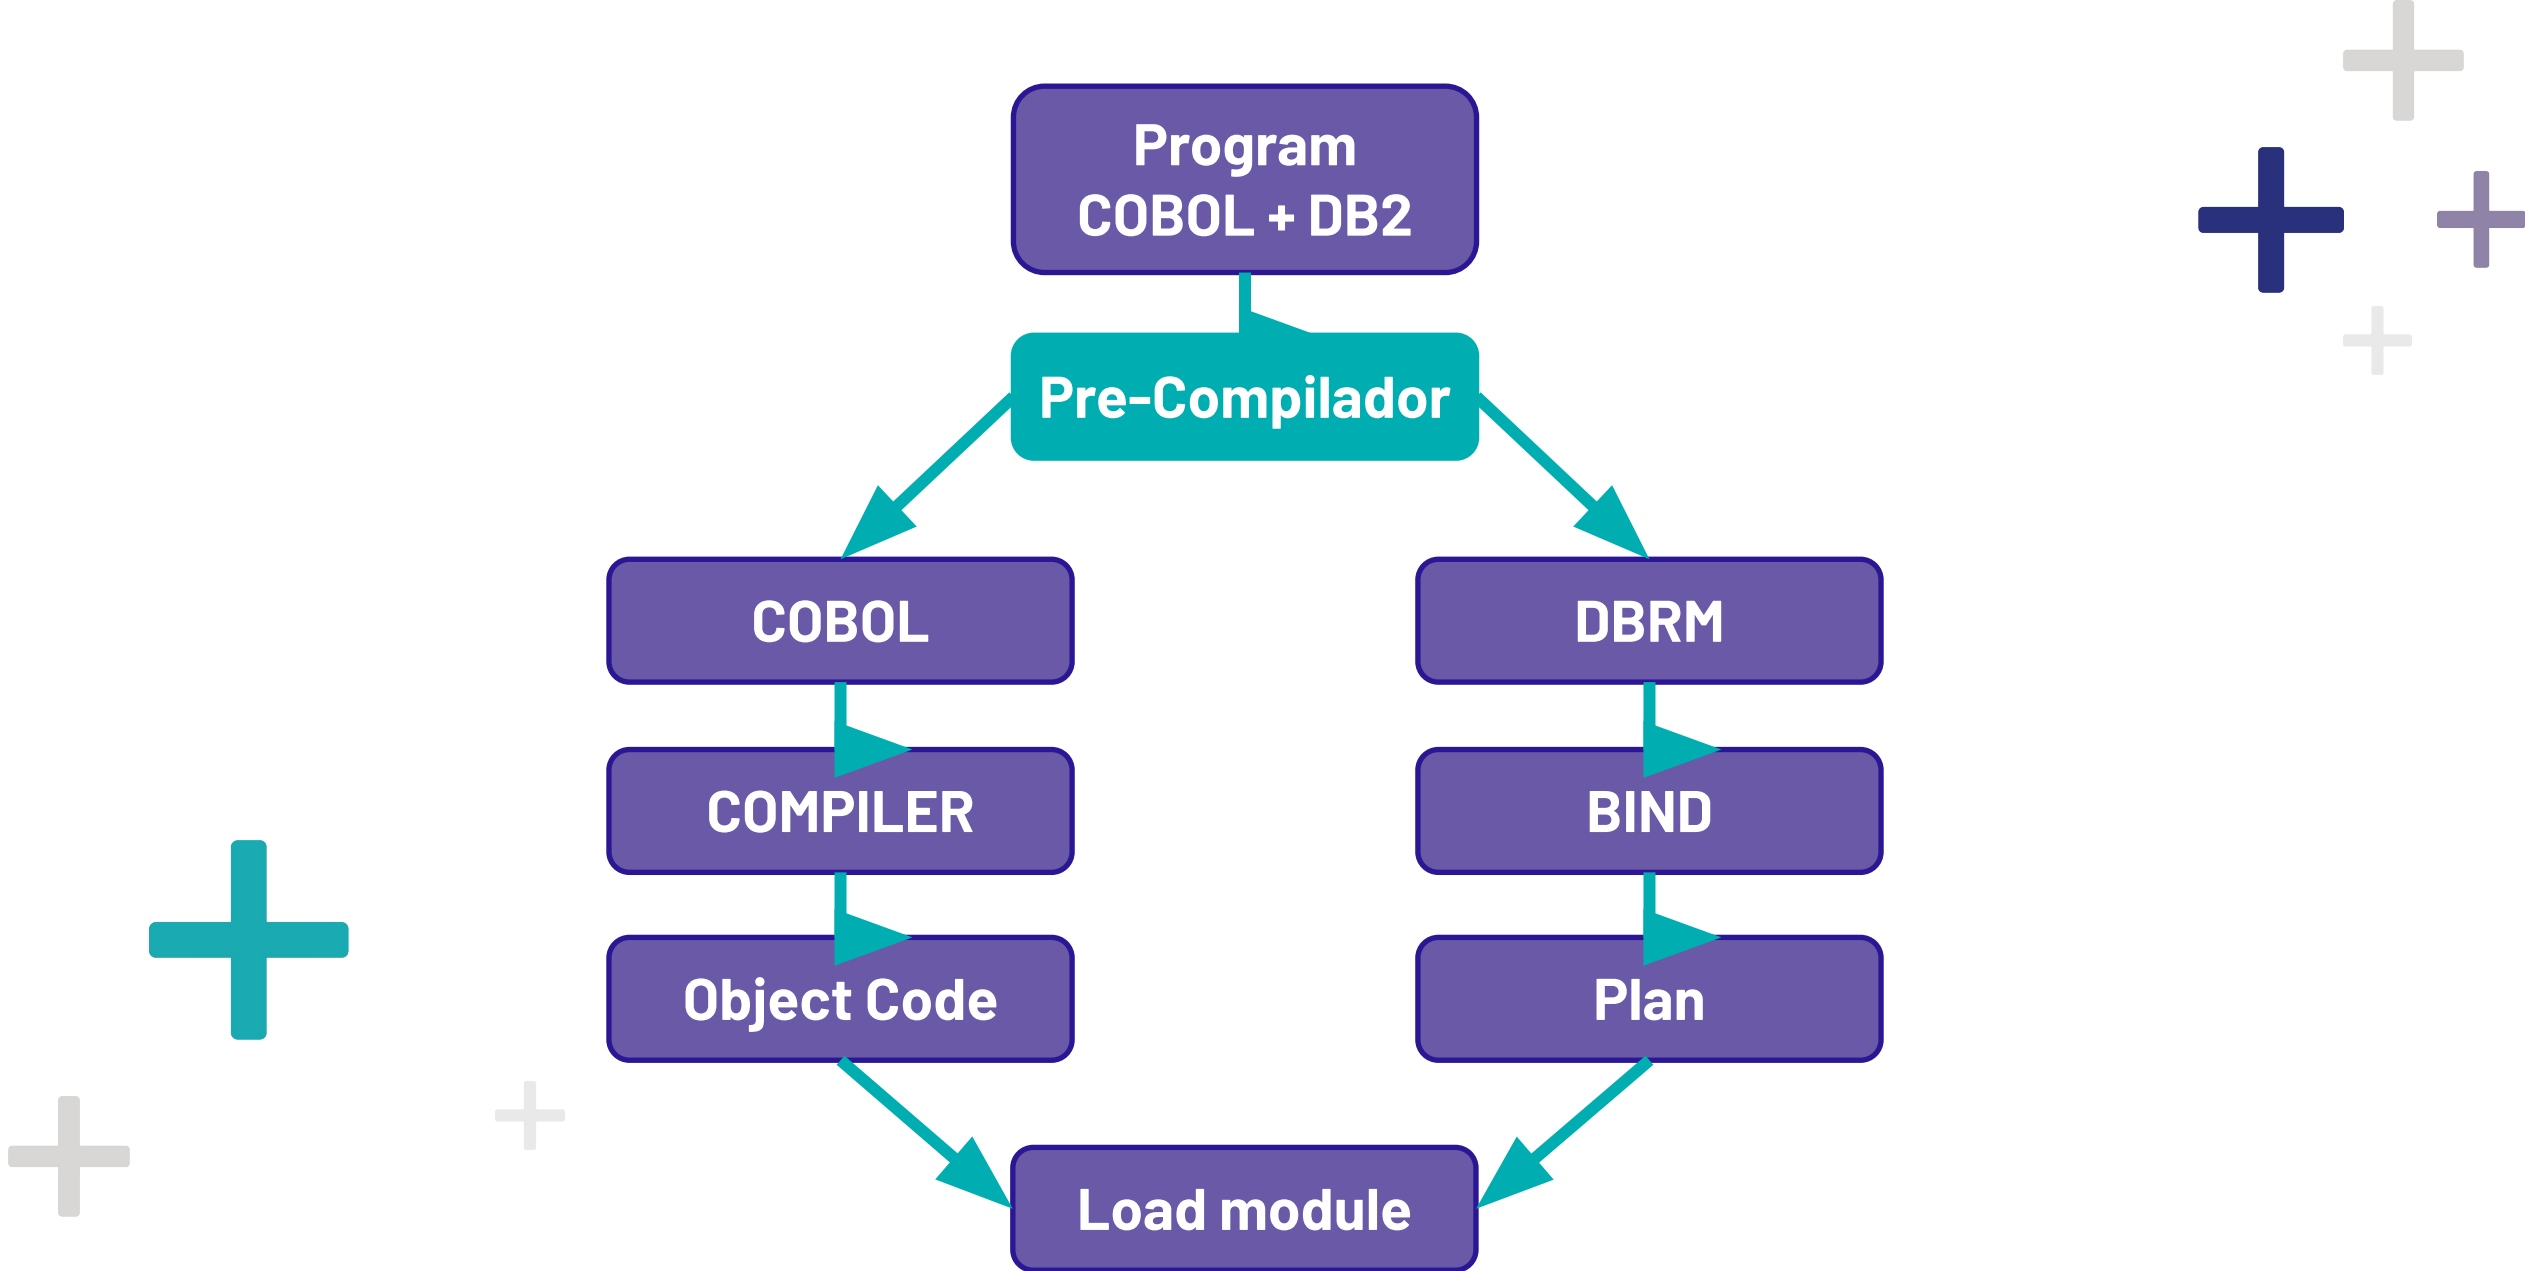 Program
COBOL + DB2
Pre-Compilador
COBOL
DBRM
COMPILER
BIND
Object Code
Plan
Load module